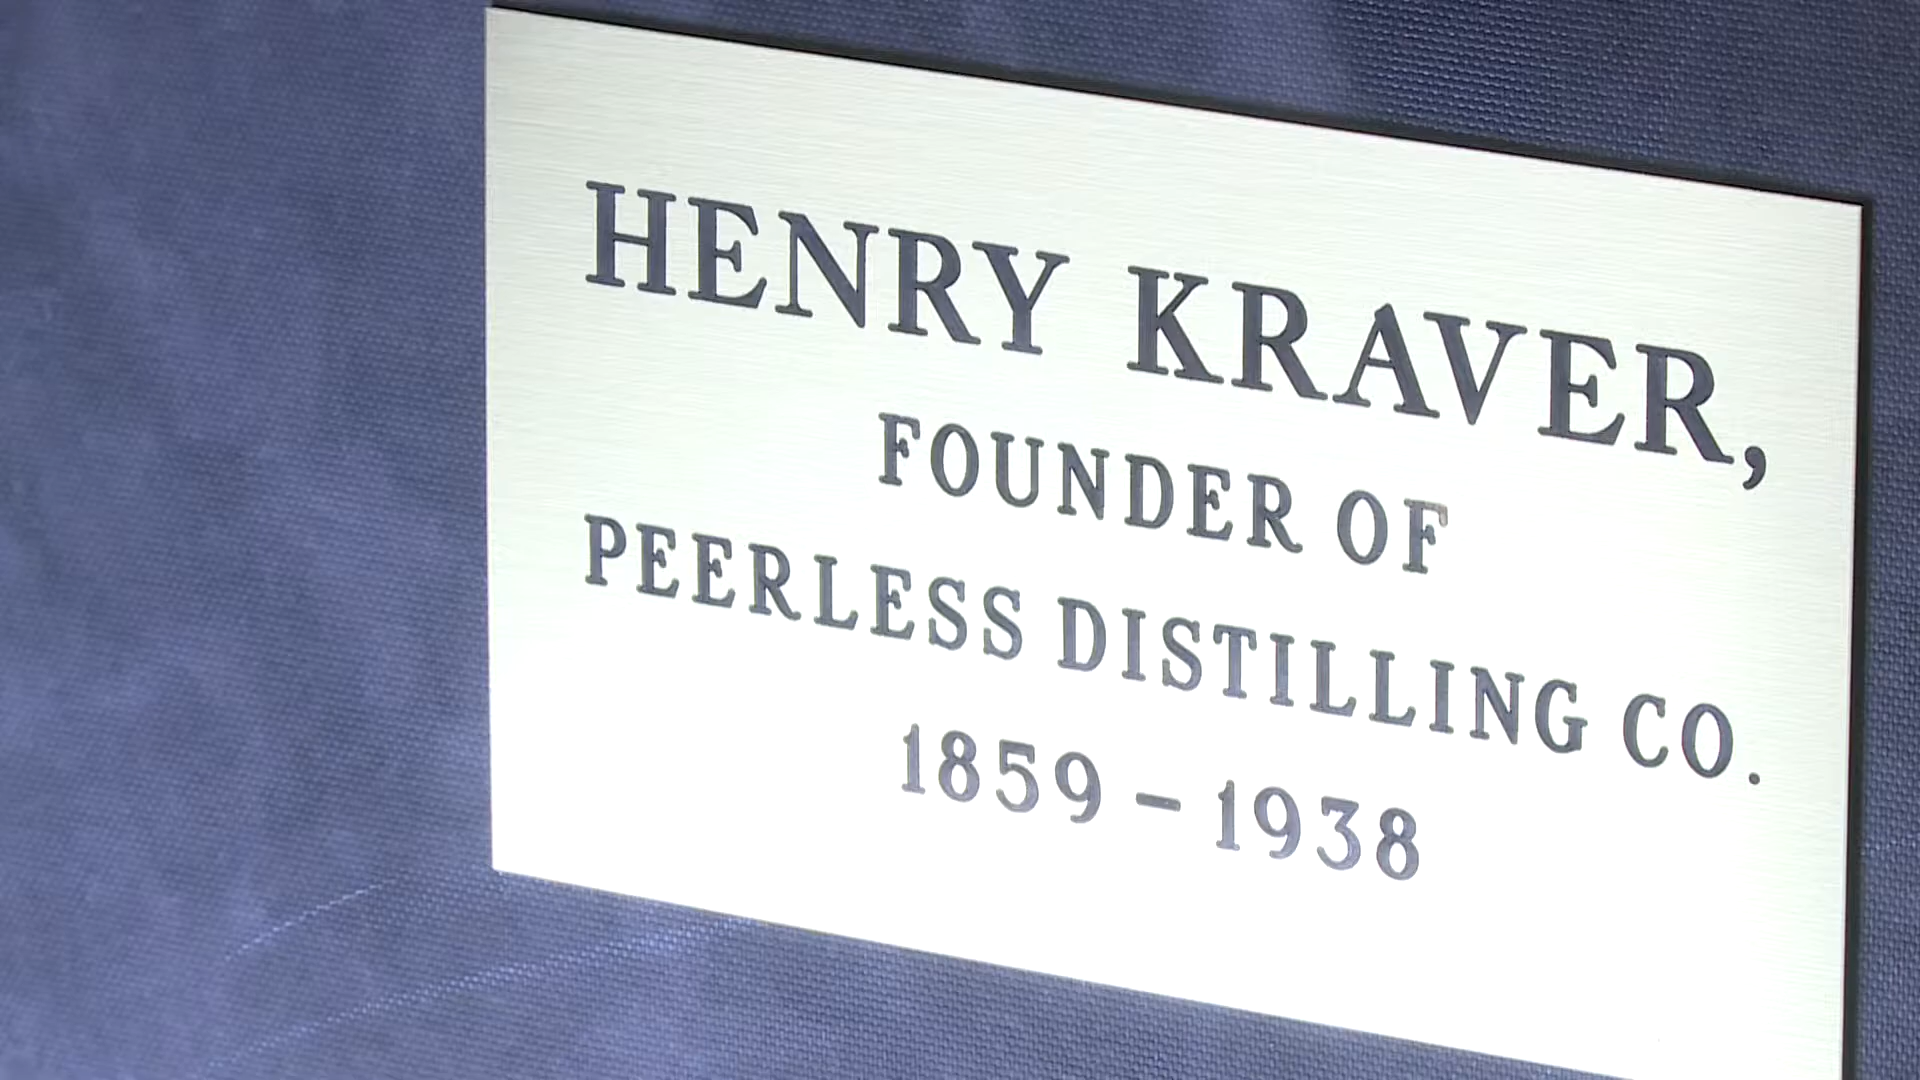 HENRY KRAVER,
FOUNDER OF
PEERLESS DISTILLING CO.
1859 – 1938